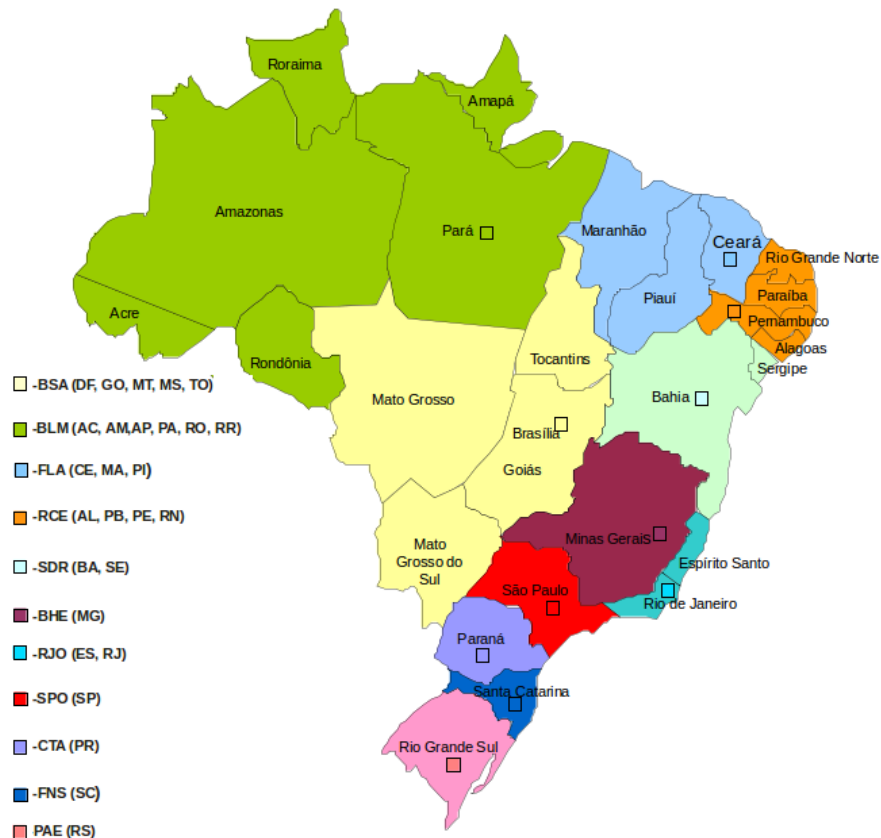 Roraima
Amapá
Amazonas
Pará
Maranhão
Ceará
Rio Grande Norte
Piauí
Paraíba
Pernambuco
Acre
Alagoas
Rondônia
Tocantins
Sergipe
-BSA (DF, GO, MT, MS, TO)
Mato Grosso
Bahia
-BLM (AC, AM,AP, PA, RO, RR)
Brasília
-FLA (CE, MA, PI)
Goiás
-RCE (AL, PB, PE, RN)
Minas Gerais
Mato
Grosso do
Sul
Espírito Santo
-SDR (BA, SE)
São Paulo
Rio de Janeiro
-BHE (MG)
Paraná
-RJO (ES, RJ)
Santa Catarina
-SPO (SP)
Rio Grande Sul
-CTA (PR)
-FNS (SC)
PAE (RS)